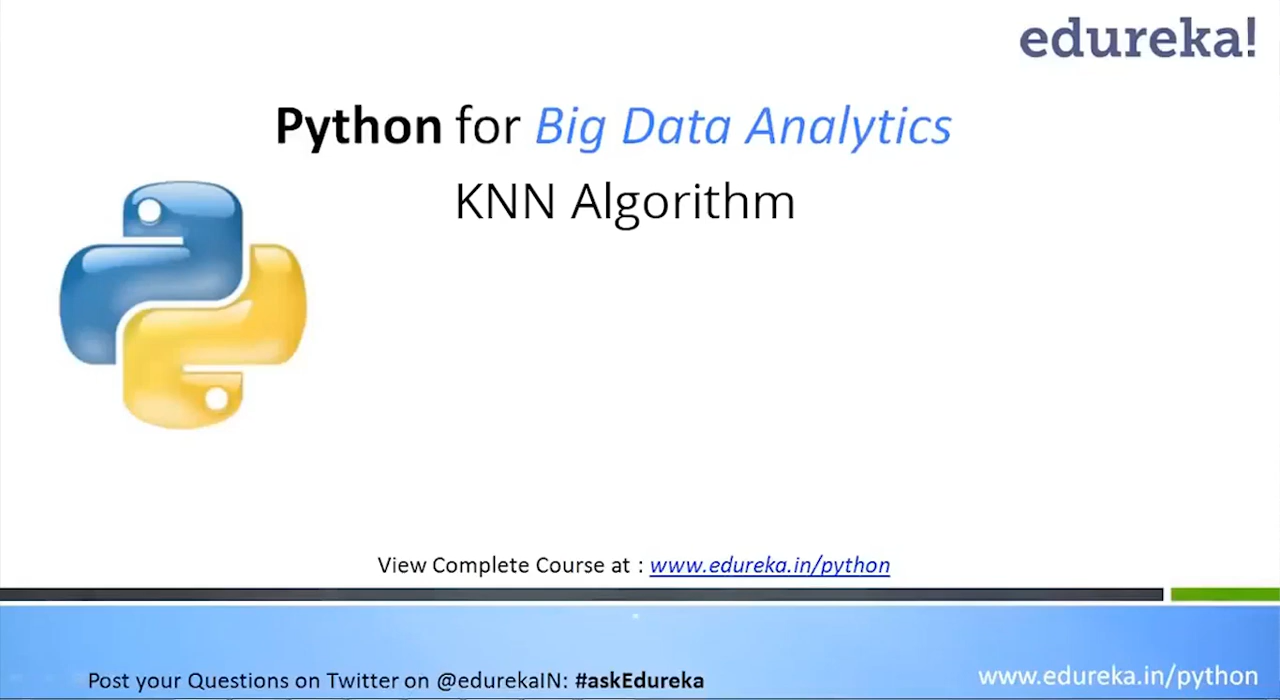 edureka!
Python for Big Data Analytics
KNN Algorithm
View Complete Course at : www.edureka.in/python
Post your Questions on Twitter on @edurekaIN: #askEdureka
www.edureka.in/python